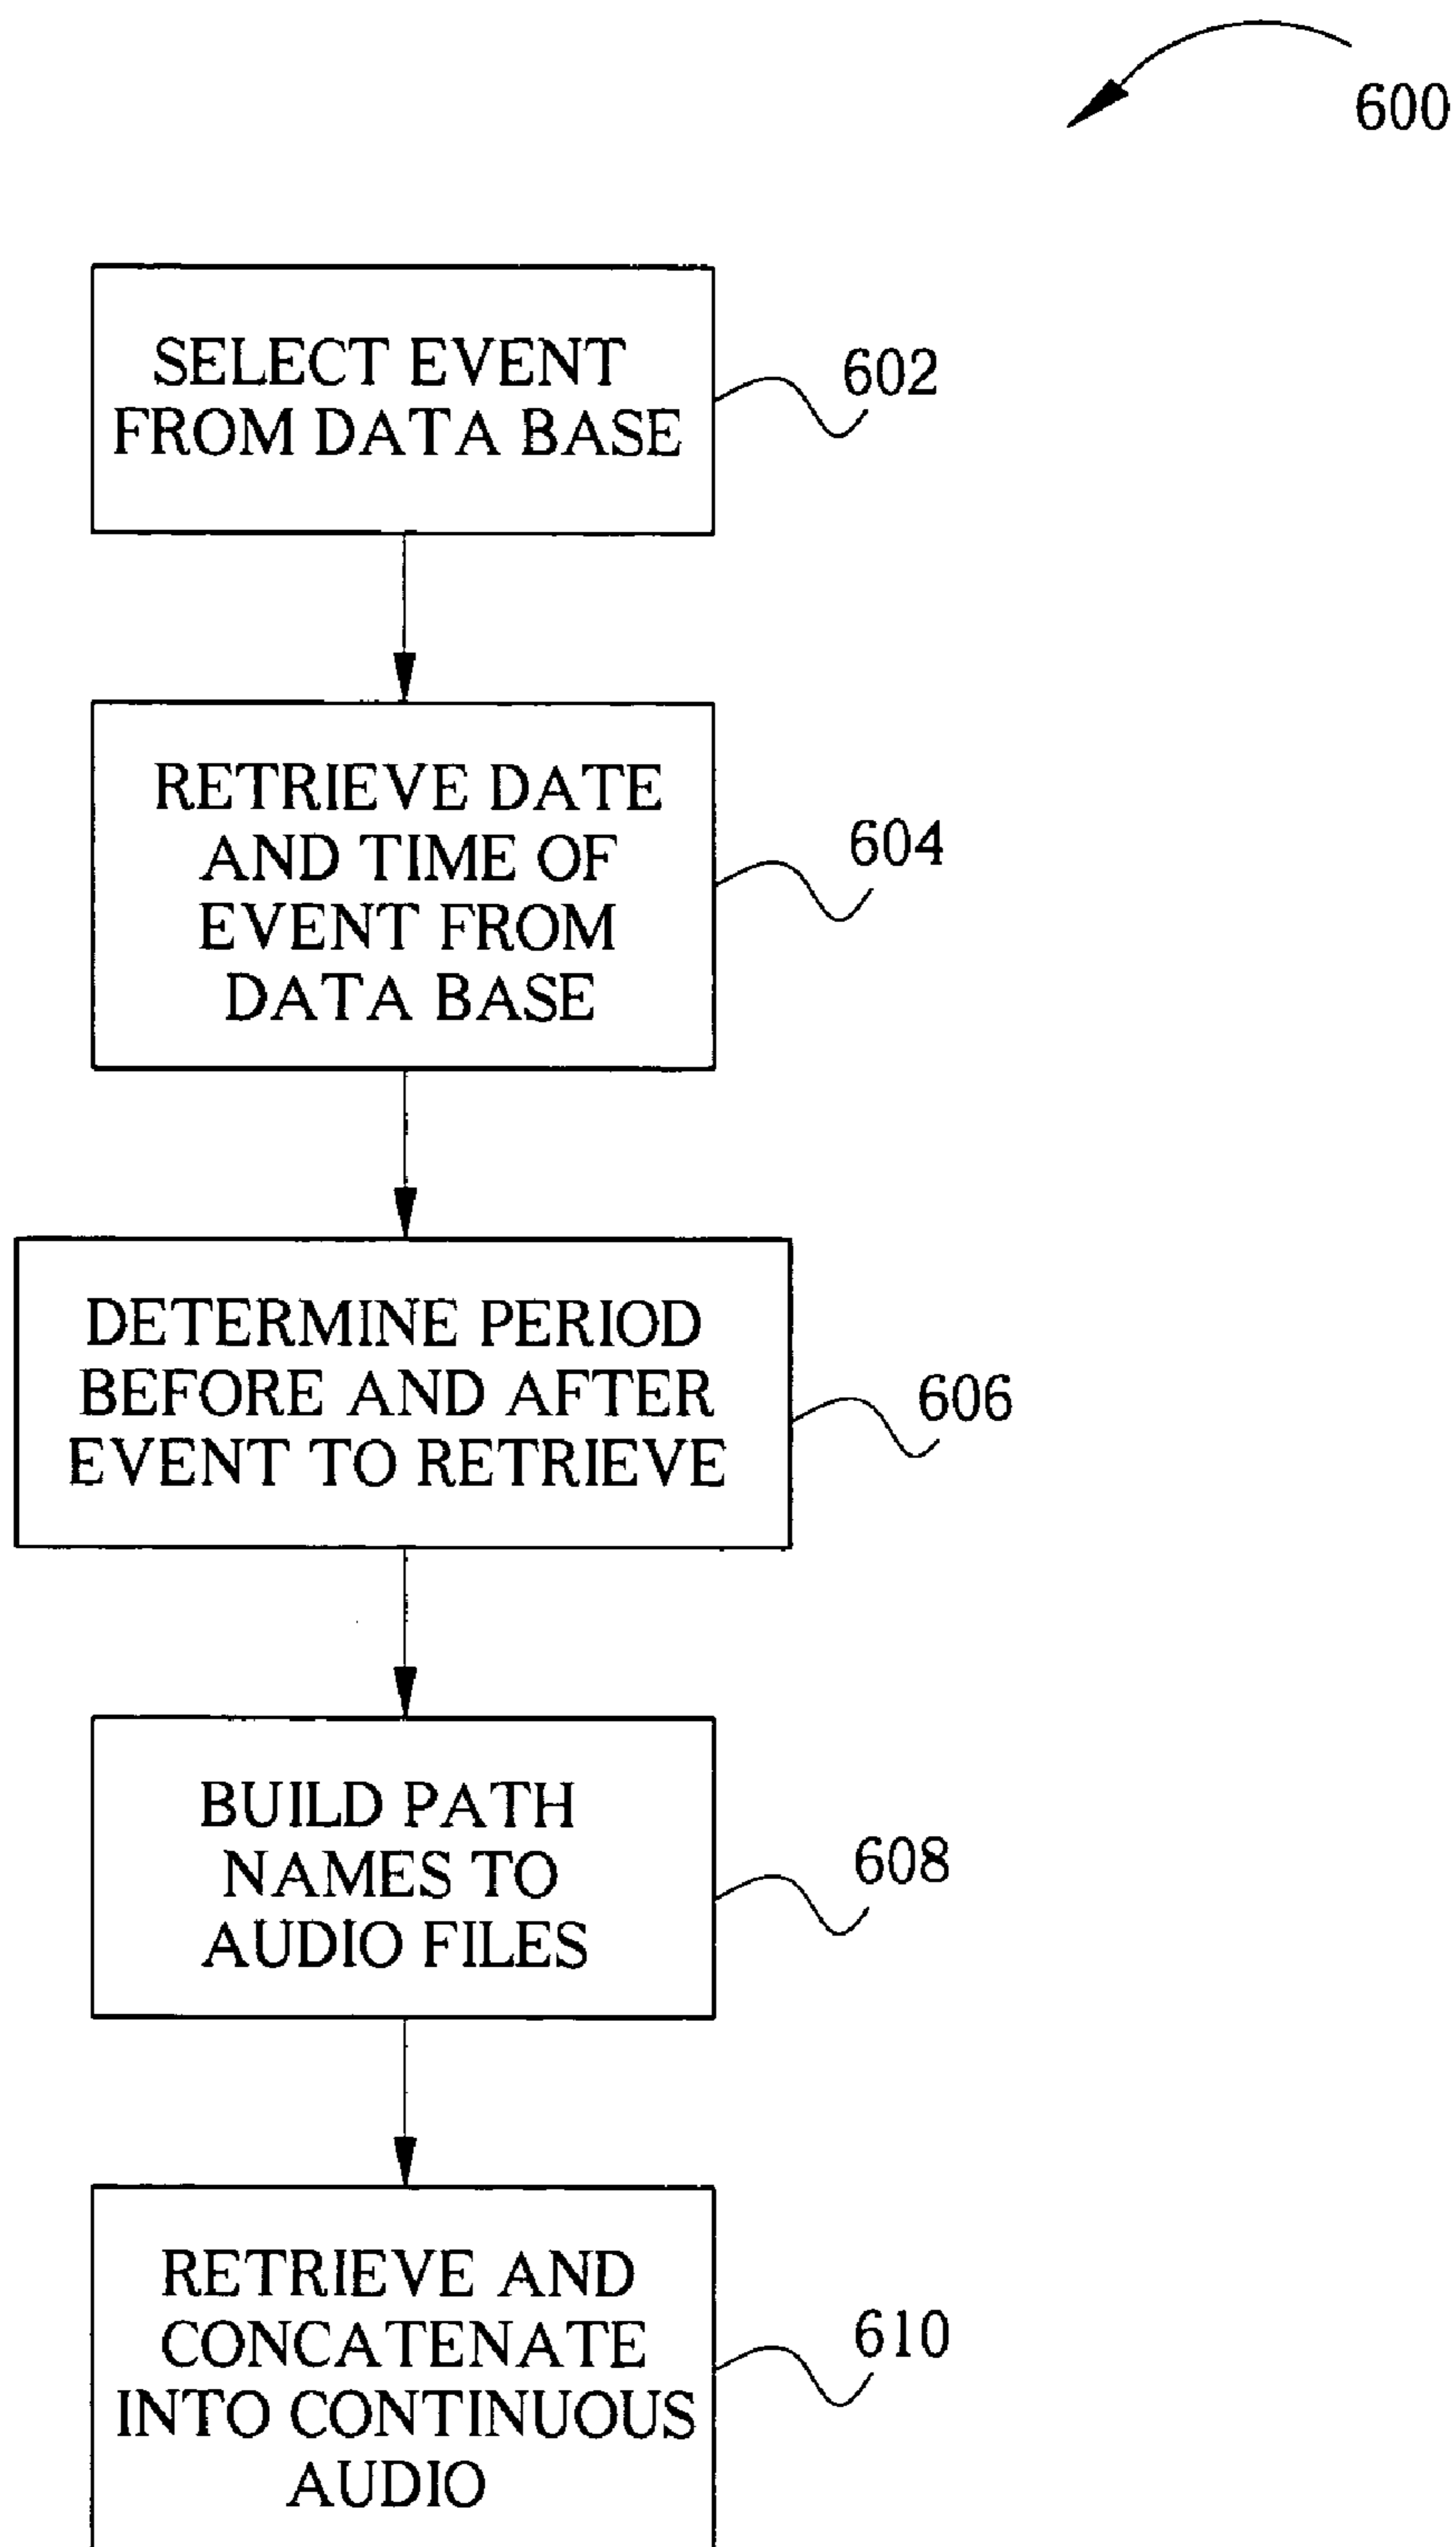 600
SELECT EVENT
FROM DATA BASE
602
RETRIEVE DATE
AND TIME OF
EVENT FROM
DATA BASE
604
DETERMINE PERIOD
BEFORE AND AFTER
EVENT TO RETRIEVE
606
BUILD PATH
NAMES TO
AUDIO FILES
608
RETRIEVE AND
CONCATENATE
INTO CONTINUOUS
AUDIO
610